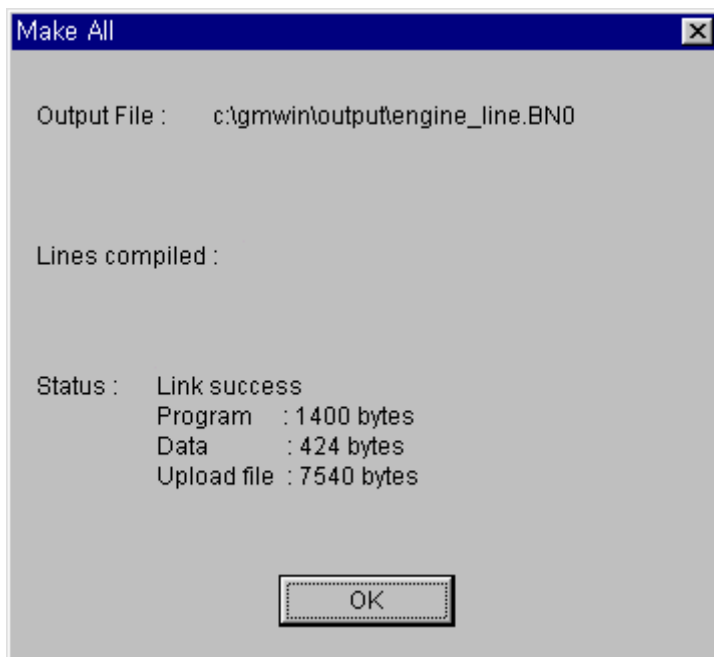 Make All
Output File : c:\gmwin\output\engine_line.BN0
Lines compiled :
Status : Link success
Program : 1400 bytes
Data : 424 bytes
Upload file : 7540 bytes
OK